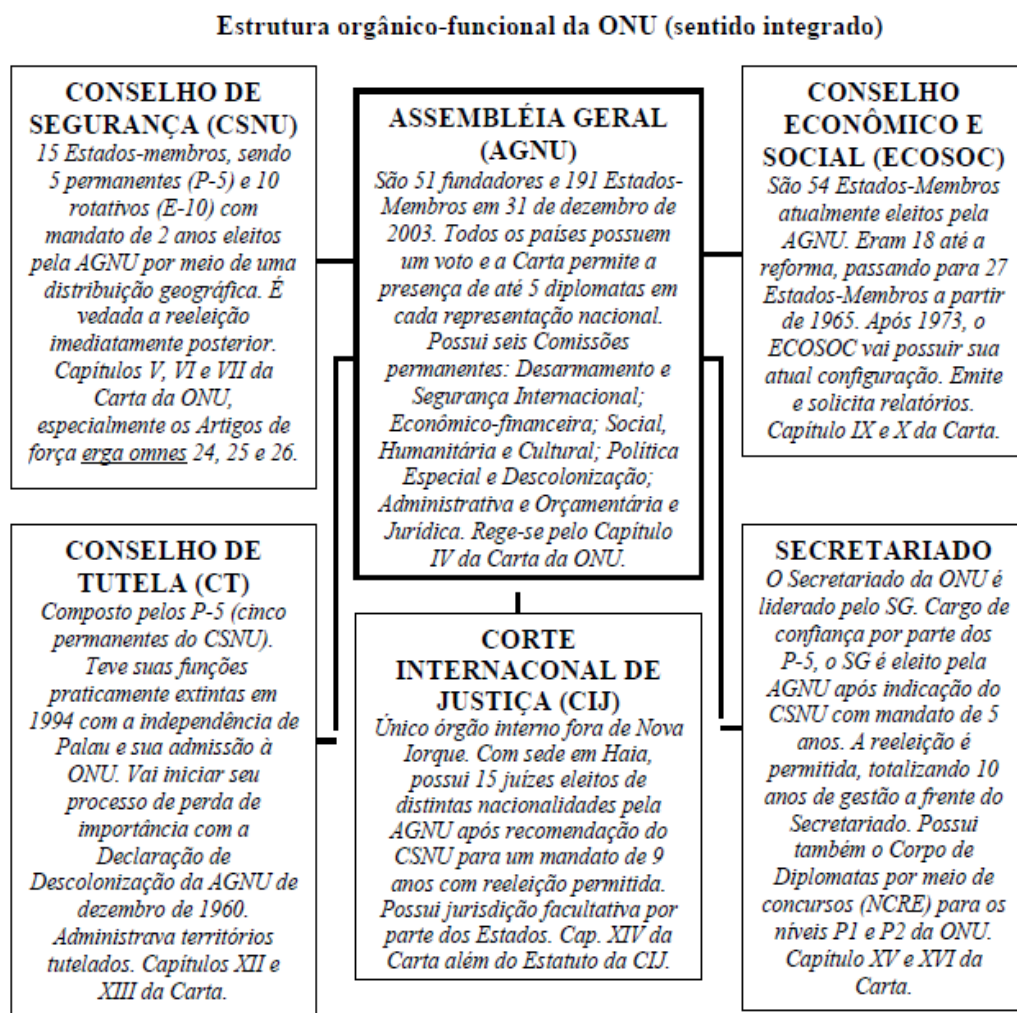 Estrutura orgânico-funcional da ONU (sentido integrado)
CONSELHO DE
SEGURANÇA (CSNU)
15 Estados-membros, sendo
5 permanentes (P-5) e 10
rotativos (E-10) com
mandato de 2 anos eleitos
pela AGNU por meio de uma
distribuição geográfica. É
vedada a reeleição
imediatamente posterior.
Capítulos V, VI e VII da
Carta da ONU,
especialmente os Artigos de
força erga omnes 24, 25 e 26.
ASSEMBLÉIA GERAL
(AGNU)
São 51 fundadores e 191 Estados-
Membros em 31 de dezembro de
2003. Todos os países possuem
um voto e a Carta permite a
presença de até 5 diplomatas em
cada representação nacional.
Possui seis Comissões
permanentes: Desarmamento e
Segurança Internacional;
Econômico-financeira; Social,
Humanitária e Cultural; Política
Especial e Descolonização;
Administrativa e Orçamentária e
Jurídica. Rege-se pelo Capítulo
IV da Carta da ONU.
CONSELHO
ECONÔMICO E
SOCIAL (ECOSOC)
São 54 Estados-Membros
atualmente eleitos pela
AGNU. Eram 18 até a
reforma, passando para 27
Estados-Membros a partir
de 1965. Após 1973, o
ECOSOC vai possuir sua
atual configuração. Emite
e solicita relatórios.
Capítulo IX e X da Carta.
CONSELHO DE
TUTELA (CT)
Composto pelos P-5 (cinco
permanentes do CSNU).
Teve suas funções
praticamente extintas em
1994 com a independência de
Palau e sua admissão à
ONU. Vai iniciar seu
processo de perda de
importância com a
Declaração de
Descolonização da AGNU de
dezembro de 1960.
Administrava territórios
tutelados. Capítulos XII e
XIII da Carta.
CORTE
INTERNACONAL DE
JUSTIÇA (CIJ)
Único órgão interno fora de Nova
Iorque. Com sede em Haia,
possui 15 juízes eleitos de
distintas nacionalidades pela
AGNU após recomendação do
CSNU para um mandato de 9
anos com reeleição permitida.
Possui jurisdição facultativa por
parte dos Estados. Cap. XIV da
Carta além do Estatuto da CIJ.
SECRETARIADO
O Secretariado da ONU é
liderado pelo SG. Cargo de
confiança por parte dos
P-5, o SG é eleito pela
AGNU após indicação do
CSNU com mandato de 5
anos. A reeleição é
permitida, totalizando 10
anos de gestão a frente do
Secretariado. Possui
também o Corpo de
Diplomatas por meio de
concursos (NCRE) para os
níveis P1 e P2 da ONU.
Capítulo XV e XVI da
Carta.